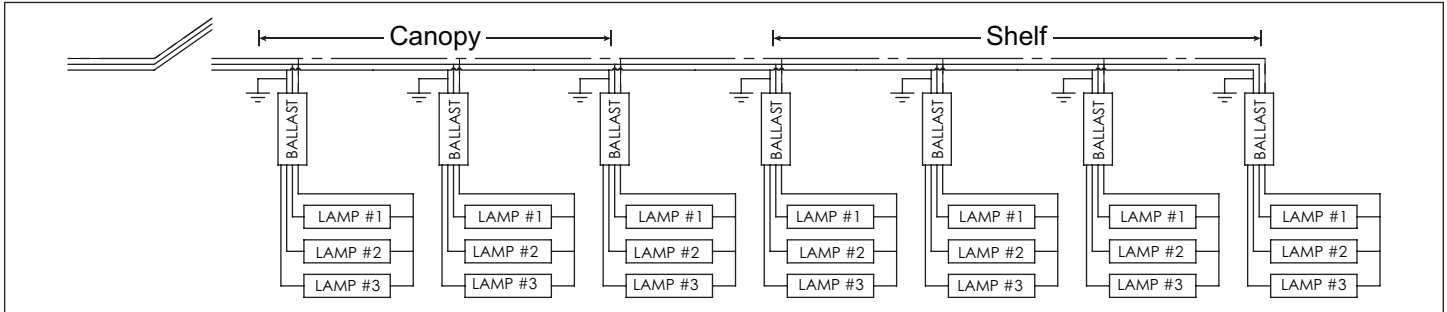 Canopy Shelf
BALLAST BALLAST BALLAST BALLAST BALLAST BALLAST BALLAST
LAMP #1 LAMP #1 LAMP #1 LAMP #1 LAMP #1 LAMP #1 LAMP #1
LAMP #2 LAMP #2 LAMP #2 LAMP #2 LAMP #2 LAMP #2 LAMP #2
LAMP #3 LAMP #3 LAMP #3 LAMP #3 LAMP #3 LAMP #3 LAMP #3